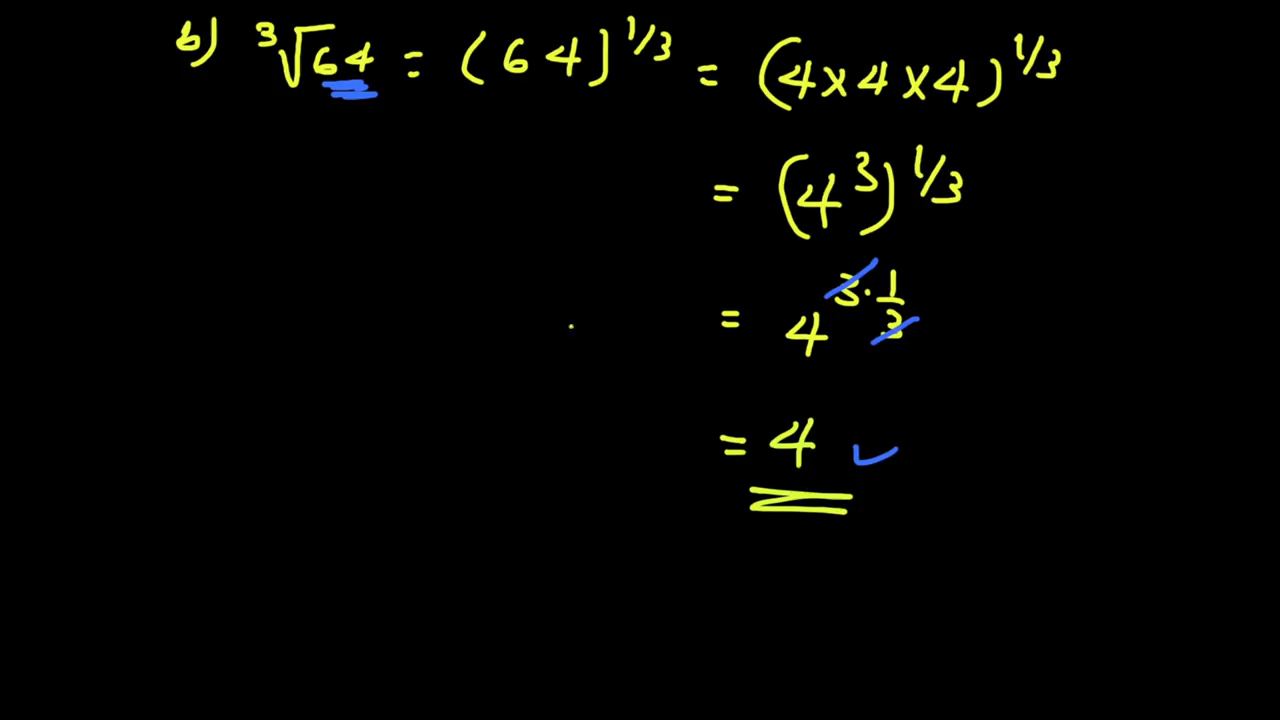 b) ³√64 = (64)^1/3 = (4×4×4)^1/3
= (4³)^1/3
= 4^3·1/3
= 4 ✓